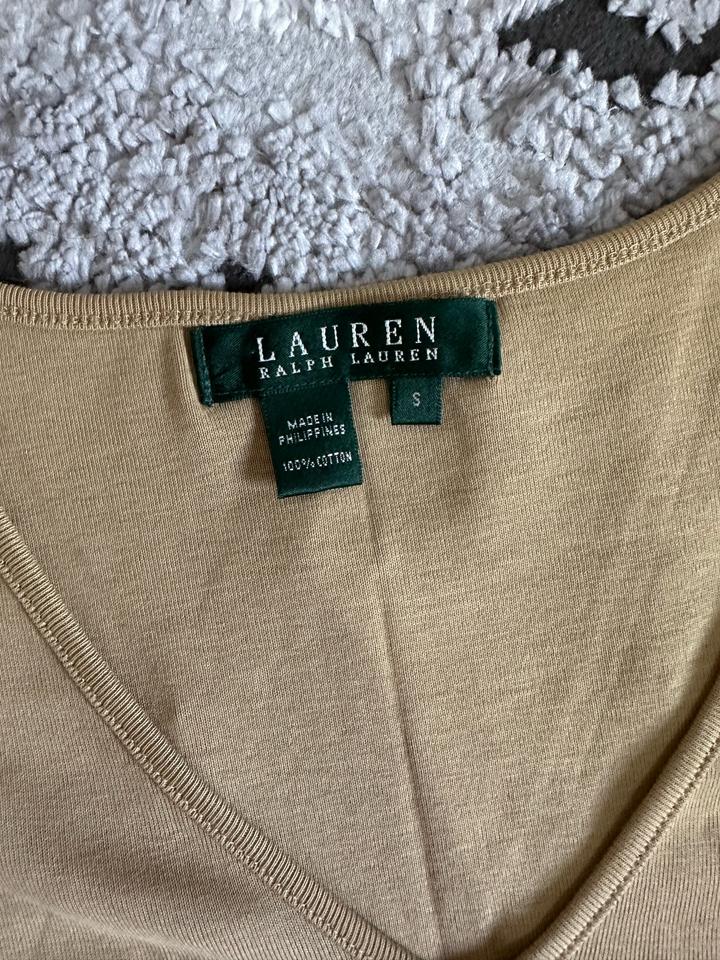 LAUREN
RALPH LAUREN
S
MADE IN
PHILIPPINES
100% COTTON